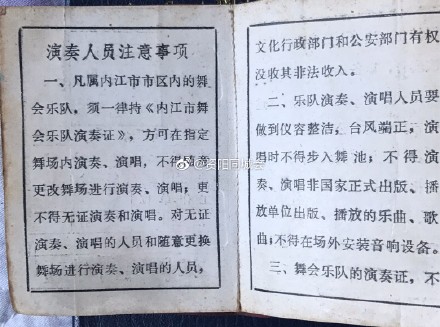 演奏人员注意事项
一、凡属内江市市区内的舞
会乐队，须一律持《内江市舞
会乐队演奏证》，方可在指定
舞场内演奏、演唱，不得随意
更改舞场进行演奏、演唱；更
不得无证演奏和演唱。对无证
演奏、演唱的人员和随意更换
舞场进行演奏、演唱的人员，
文化行政部门和公安部门有权
没收其非法收入。
二、乐队演奏、演唱人员要
做到仪容整洁，台风端正，演
唱时不得步入舞池；不得演
奏、演唱非国家正式出版、播
放单位出版、播放的乐曲、歌
曲；不得在场外安装音响设备。
三、舞会乐队的演奏证，不